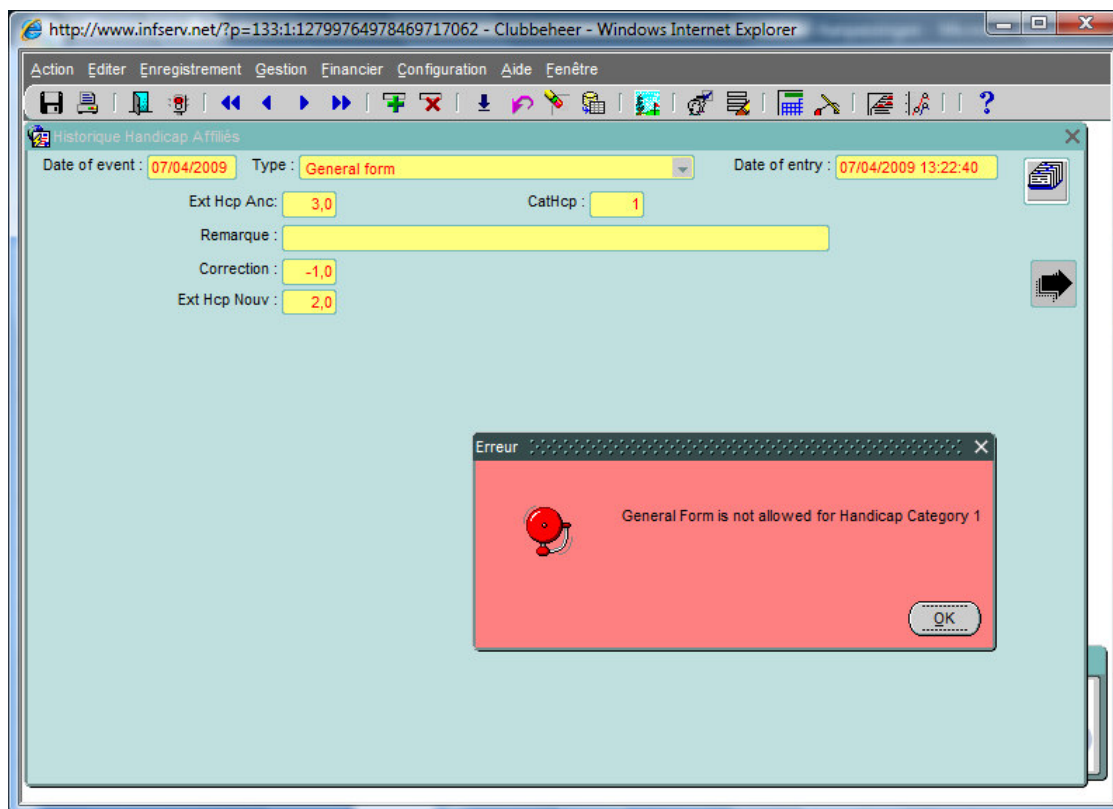 http://www.infserv.net/?p=133:1:12799764978469717062 - Clubbeheer - Windows Internet Explorer
Action Editer Enregistrement Gestion Financier Configuration Aide Fenêtre
Historique Handicap Affiliés
Date of event : 07/04/2009 Type : General form Date of entry : 07/04/2009 13:22:40
Ext Hcp Anc: 3,0 CatHcp : 1
Remarque :
Correction : -1,0
Ext Hcp Nouv : 2,0
Erreur
General Form is not allowed for Handicap Category 1
OK